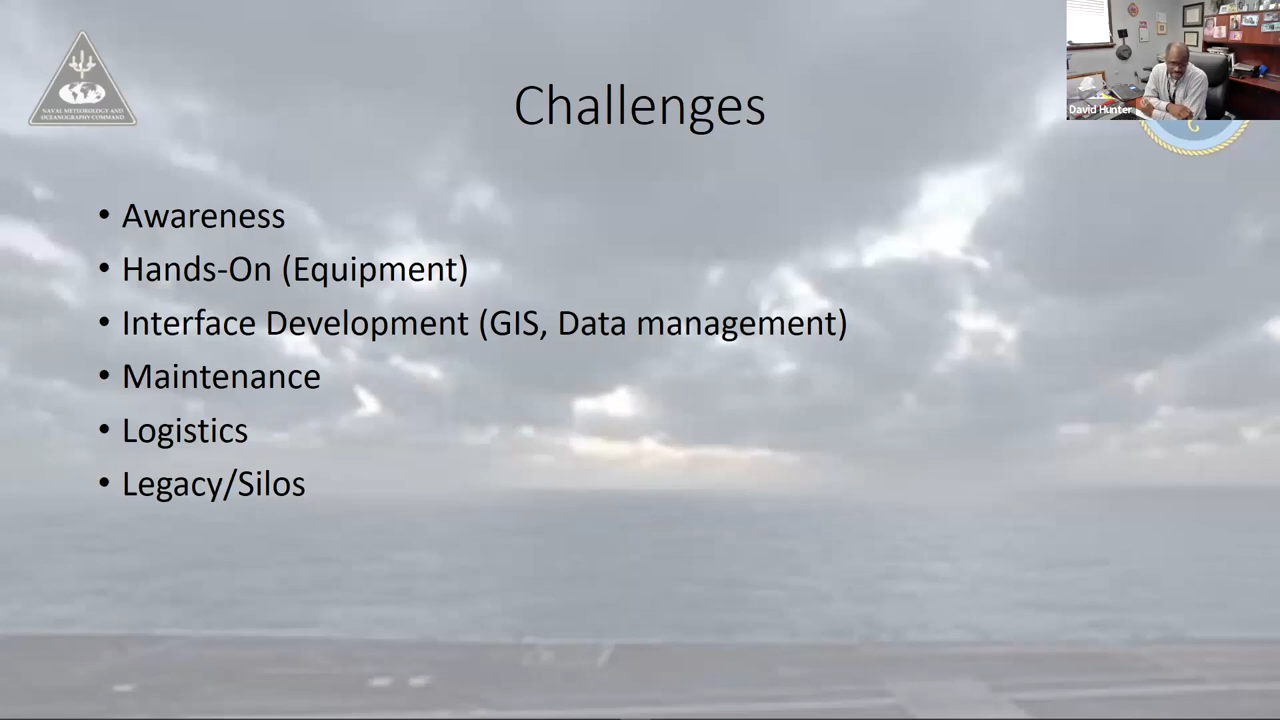 NAVAL METEOROLOGY AND
OCEANOGRAPHY COMMAND
Challenges
David Hunter
• Awareness
• Hands-On (Equipment)
• Interface Development (GIS, Data management)
• Maintenance
• Logistics
• Legacy/Silos